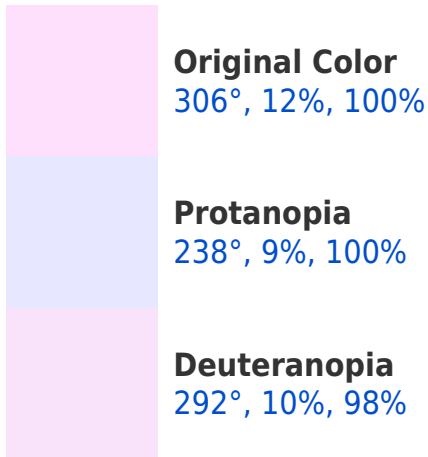 Original Color
306°, 12%, 100%
Protanopia
238°, 9%, 100%
Deuteranopia
292°, 10%, 98%